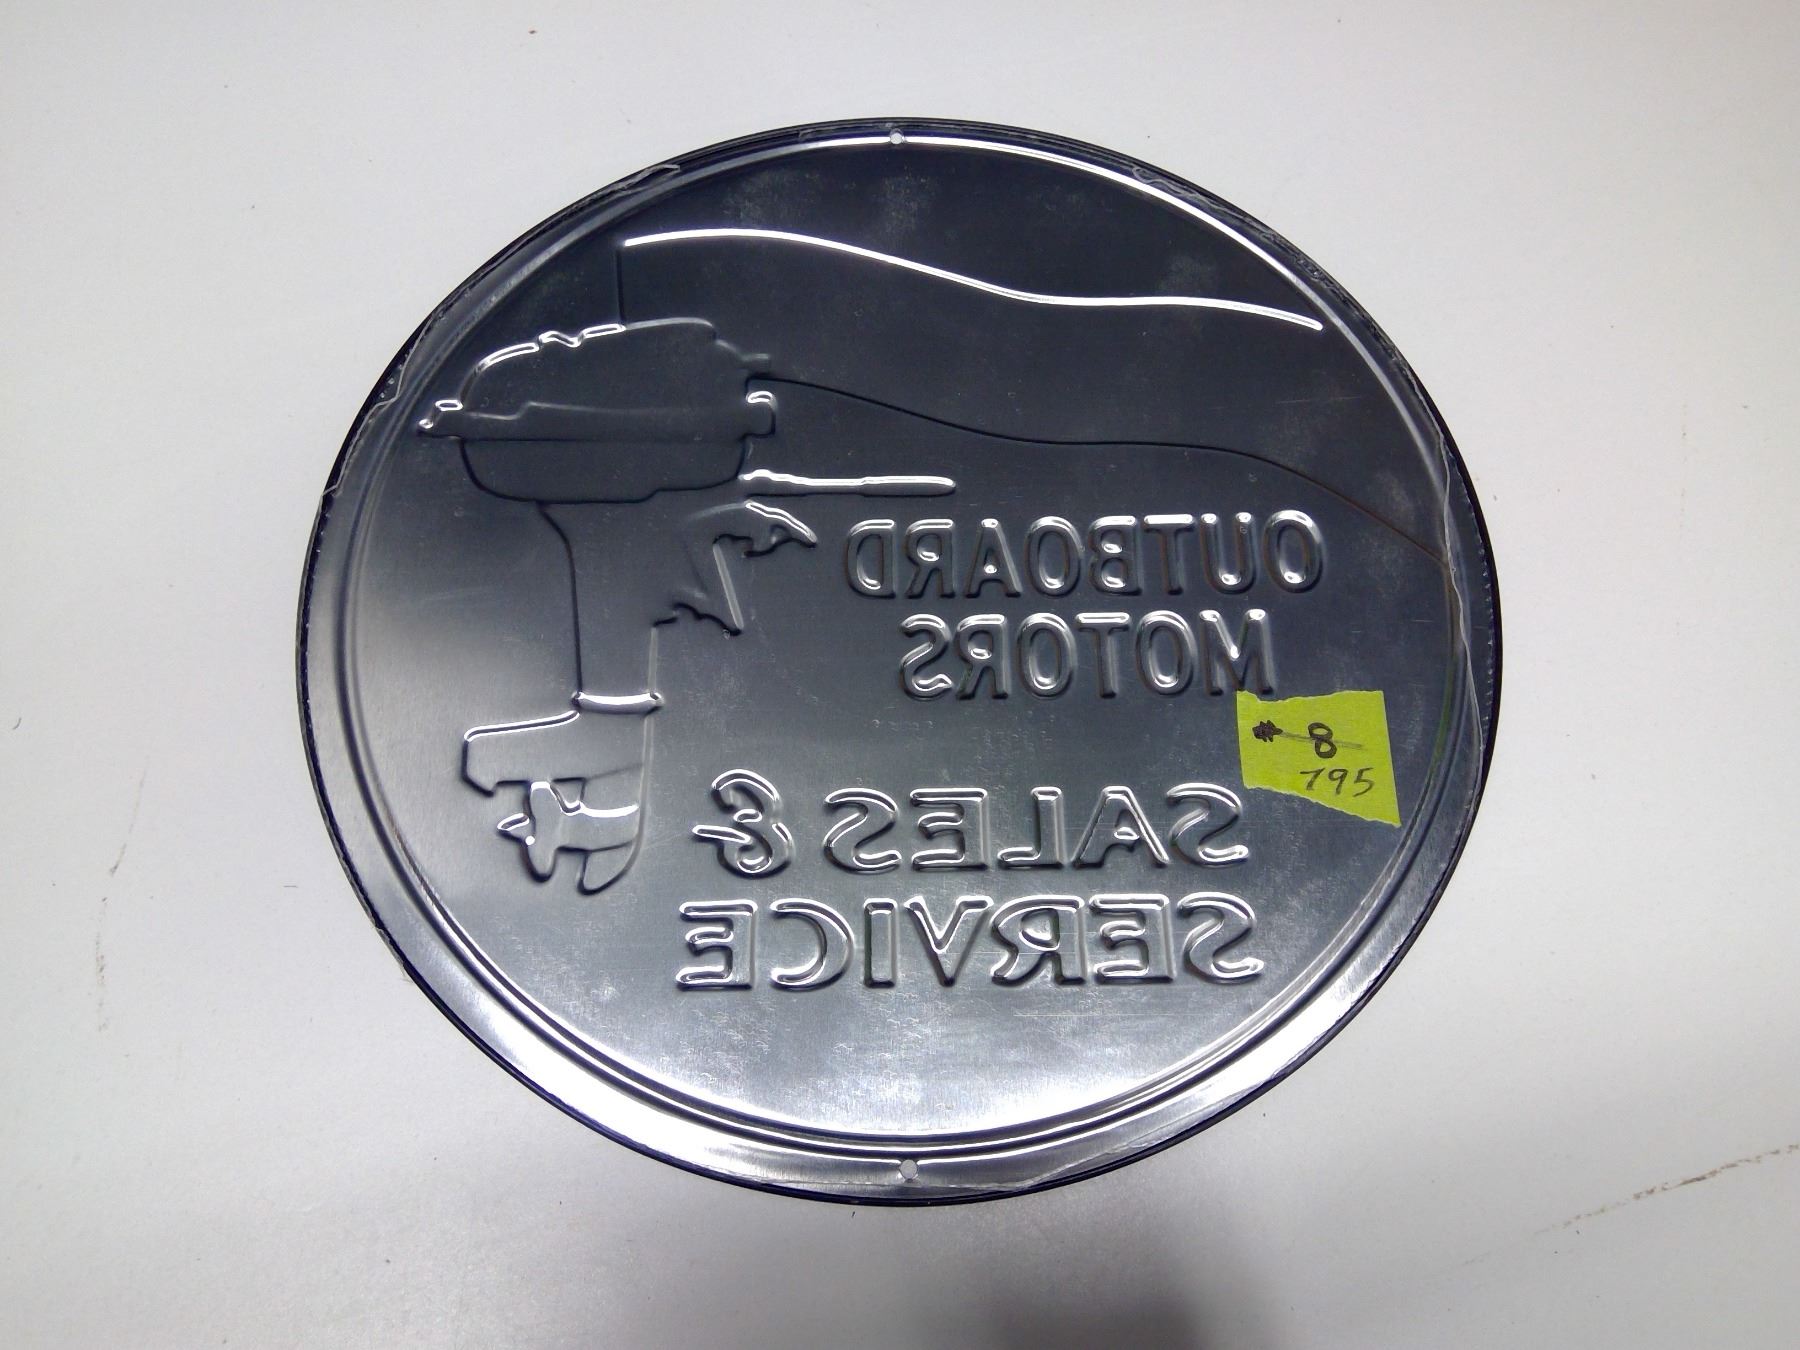 OUTBOARD
MOTORS
# 8
795
SALES &
SERVICE